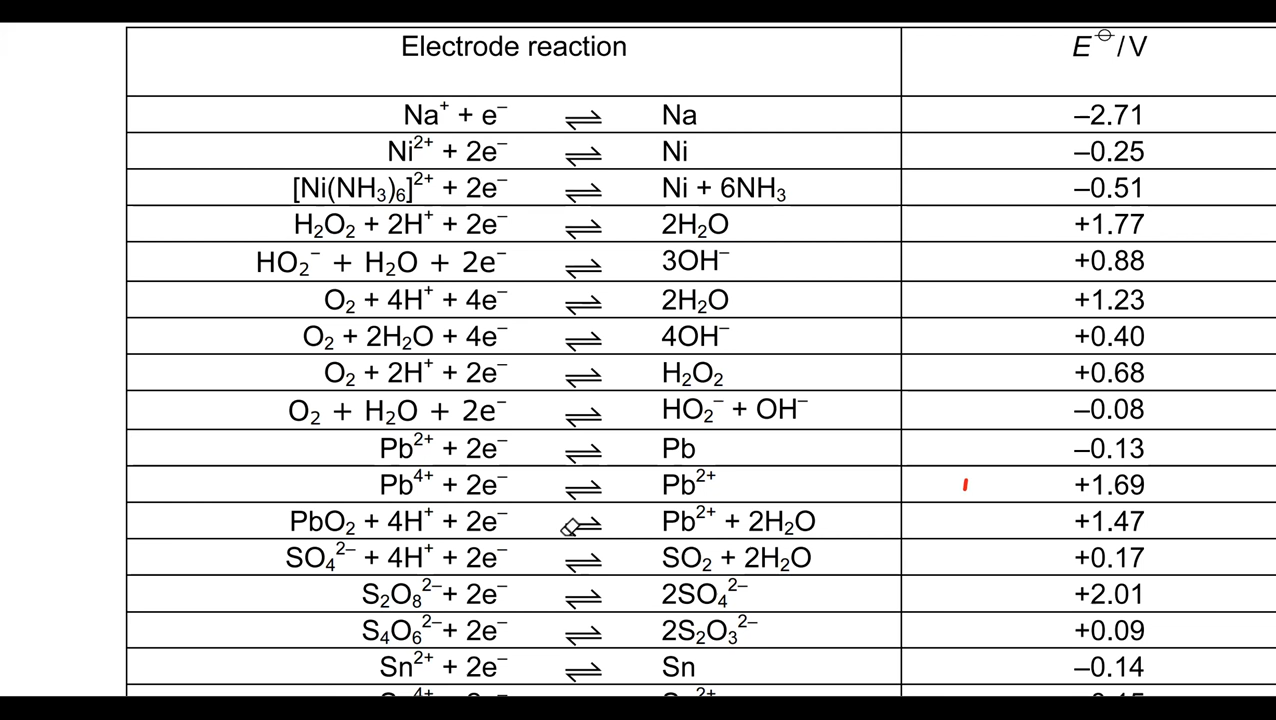 Electrode reaction E⦵/V
Na⁺ + e⁻ ⇌ Na –2.71
Ni²⁺ + 2e⁻ ⇌ Ni –0.25
[Ni(NH₃)₆]²⁺ + 2e⁻ ⇌ Ni + 6NH₃ –0.51
H₂O₂ + 2H⁺ + 2e⁻ ⇌ 2H₂O +1.77
HO₂⁻ + H₂O + 2e⁻ ⇌ 3OH⁻ +0.88
O₂ + 4H⁺ + 4e⁻ ⇌ 2H₂O +1.23
O₂ + 2H₂O + 4e⁻ ⇌ 4OH⁻ +0.40
O₂ + 2H⁺ + 2e⁻ ⇌ H₂O₂ +0.68
O₂ + H₂O + 2e⁻ ⇌ HO₂⁻ + OH⁻ –0.08
Pb²⁺ + 2e⁻ ⇌ Pb –0.13
Pb⁴⁺ + 2e⁻ ⇌ Pb²⁺ +1.69
PbO₂ + 4H⁺ + 2e⁻ ⇌ Pb²⁺ + 2H₂O +1.47
SO₄²⁻ + 4H⁺ + 2e⁻ ⇌ SO₂ + 2H₂O +0.17
S₂O₈²⁻ + 2e⁻ ⇌ 2SO₄²⁻ +2.01
S₄O₆²⁻ + 2e⁻ ⇌ 2S₂O₃²⁻ +0.09
Sn²⁺ + 2e⁻ ⇌ Sn –0.14